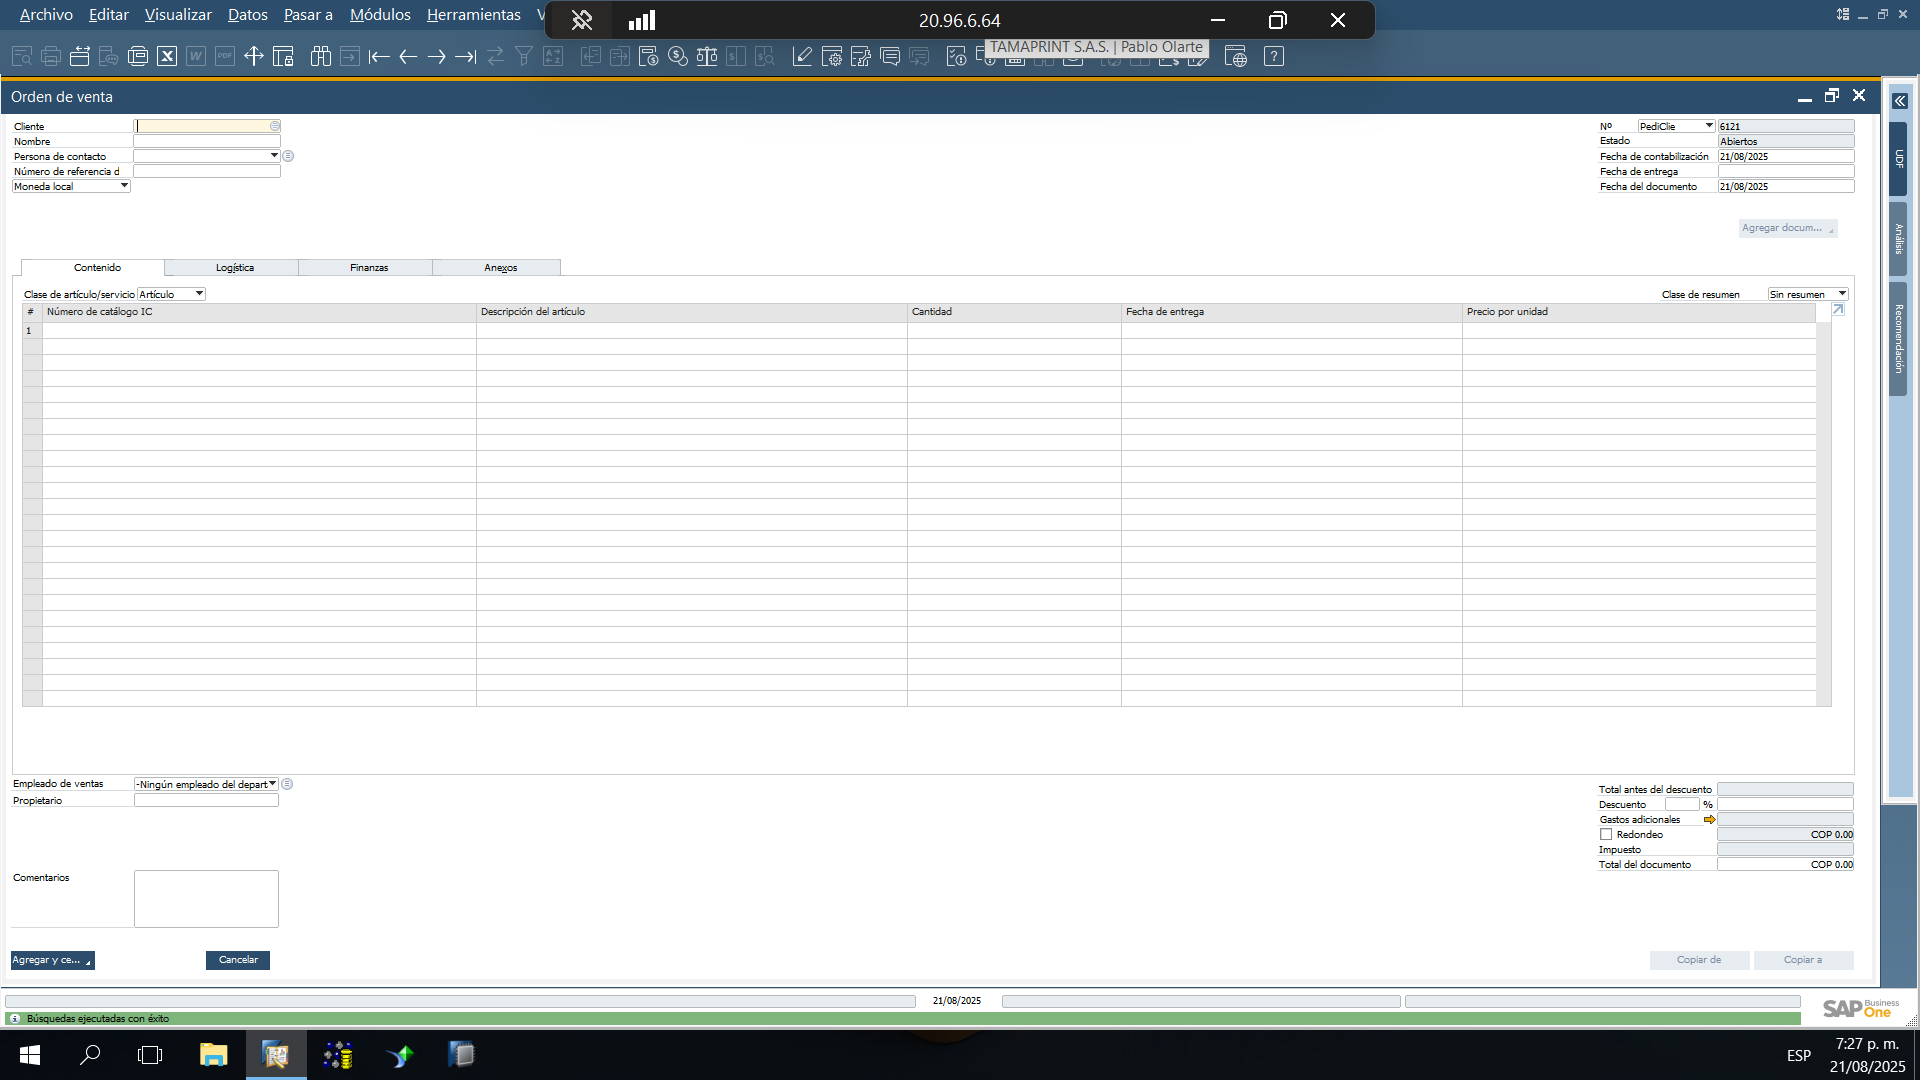 Archivo Editar Visualizar Datos Pasar a Módulos Herramientas V
20.96.6.64
TAMAPRINT S.A.S. | Pablo Olarte
Orden de venta
Cliente
Nombre
Persona de contacto
Número de referencia d
Moneda local
Nº PediClie 6121
Estado Abiertos
Fecha de contabilización 21/08/2025
Fecha de entrega
Fecha del documento 21/08/2025
Agregar docum...
UDF
Análisis
Recomendación
Contenido Logística Finanzas Anexos
Clase de artículo/servicio Artículo
Clase de resumen Sin resumen
# Número de catálogo IC Descripción del artículo Cantidad Fecha de entrega Precio por unidad
1
Empleado de ventas -Ningún empleado del depart
Propietario
Total antes del descuento
Descuento %
Gastos adicionales
Redondeo COP 0.00
Impuesto
Total del documento COP 0.00
Comentarios
Agregar y ce... Cancelar
Copiar de Copiar a
21/08/2025
Búsquedas ejecutadas con éxito
SAP Business One
ESP
7:27 p. m.
21/08/2025